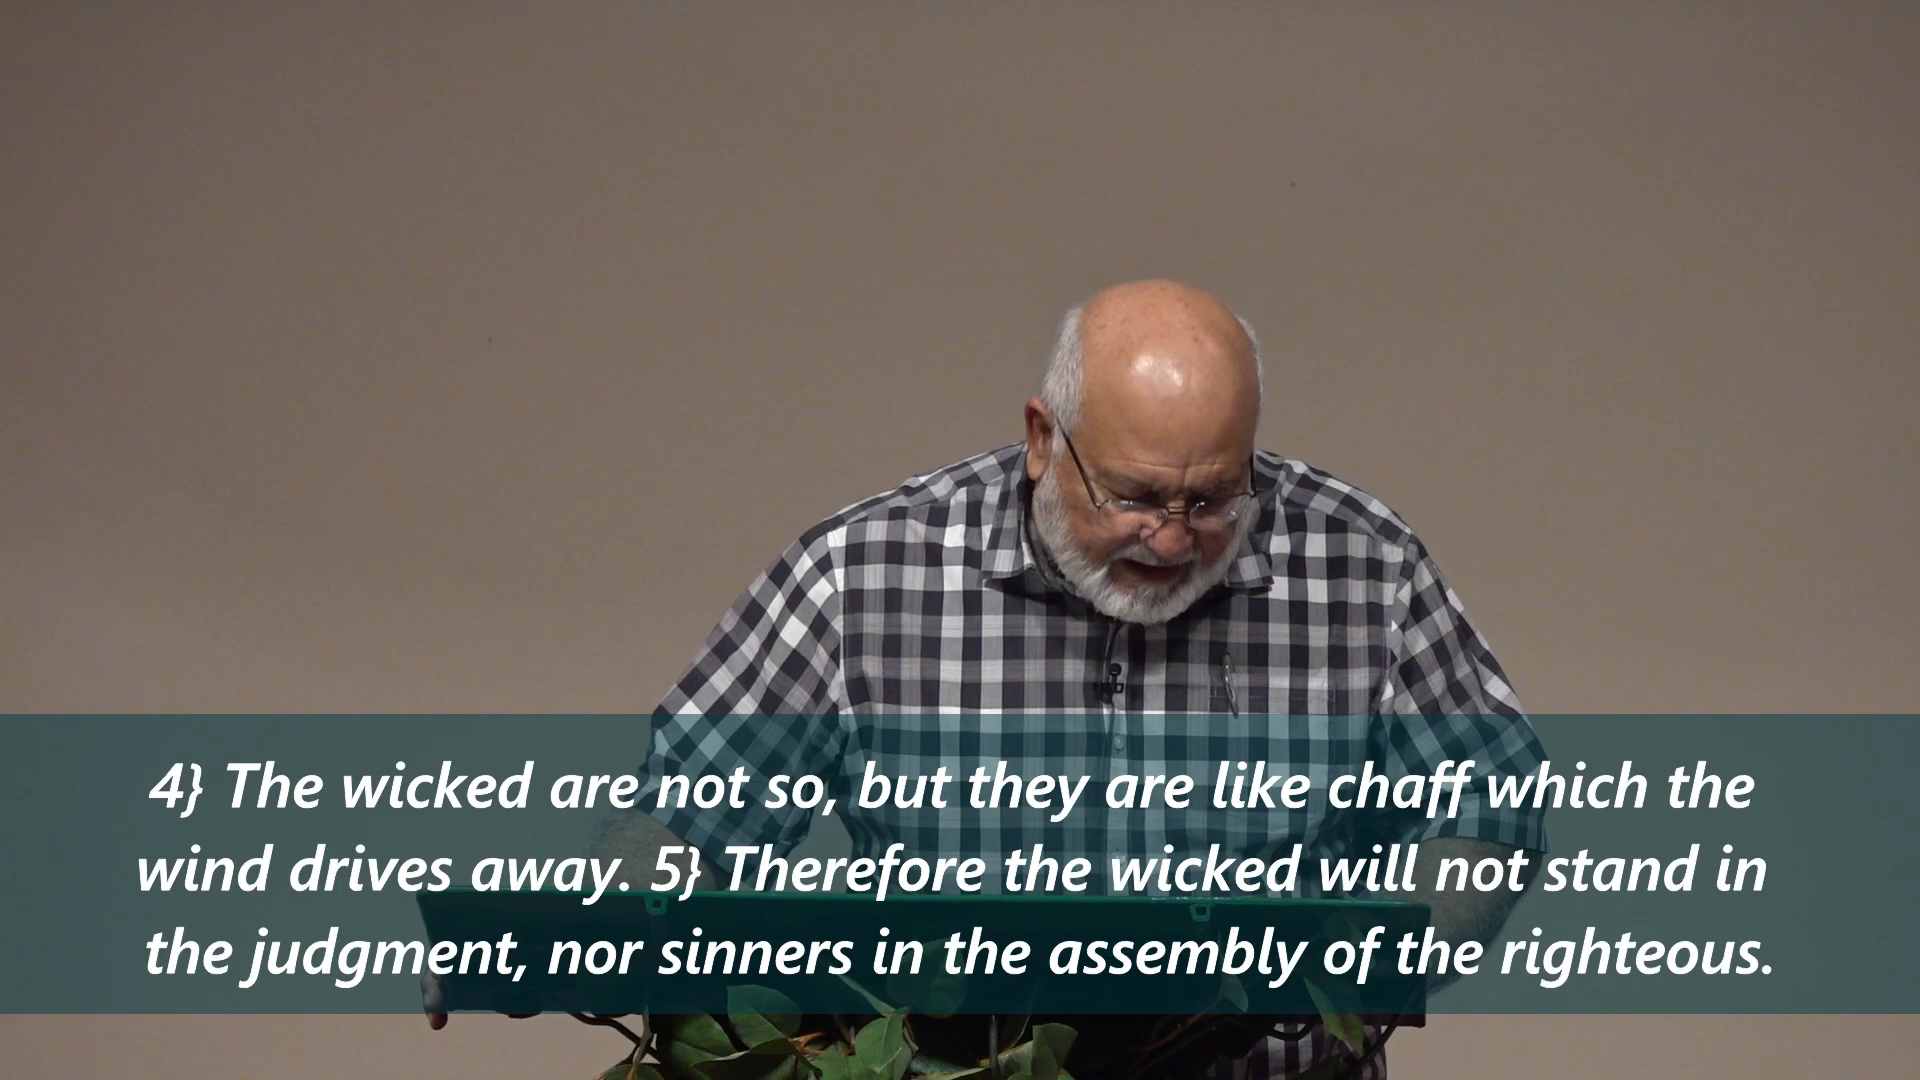 4} The wicked are not so, but they are like chaff which the
wind drives away. 5} Therefore the wicked will not stand in
the judgment, nor sinners in the assembly of the righteous.